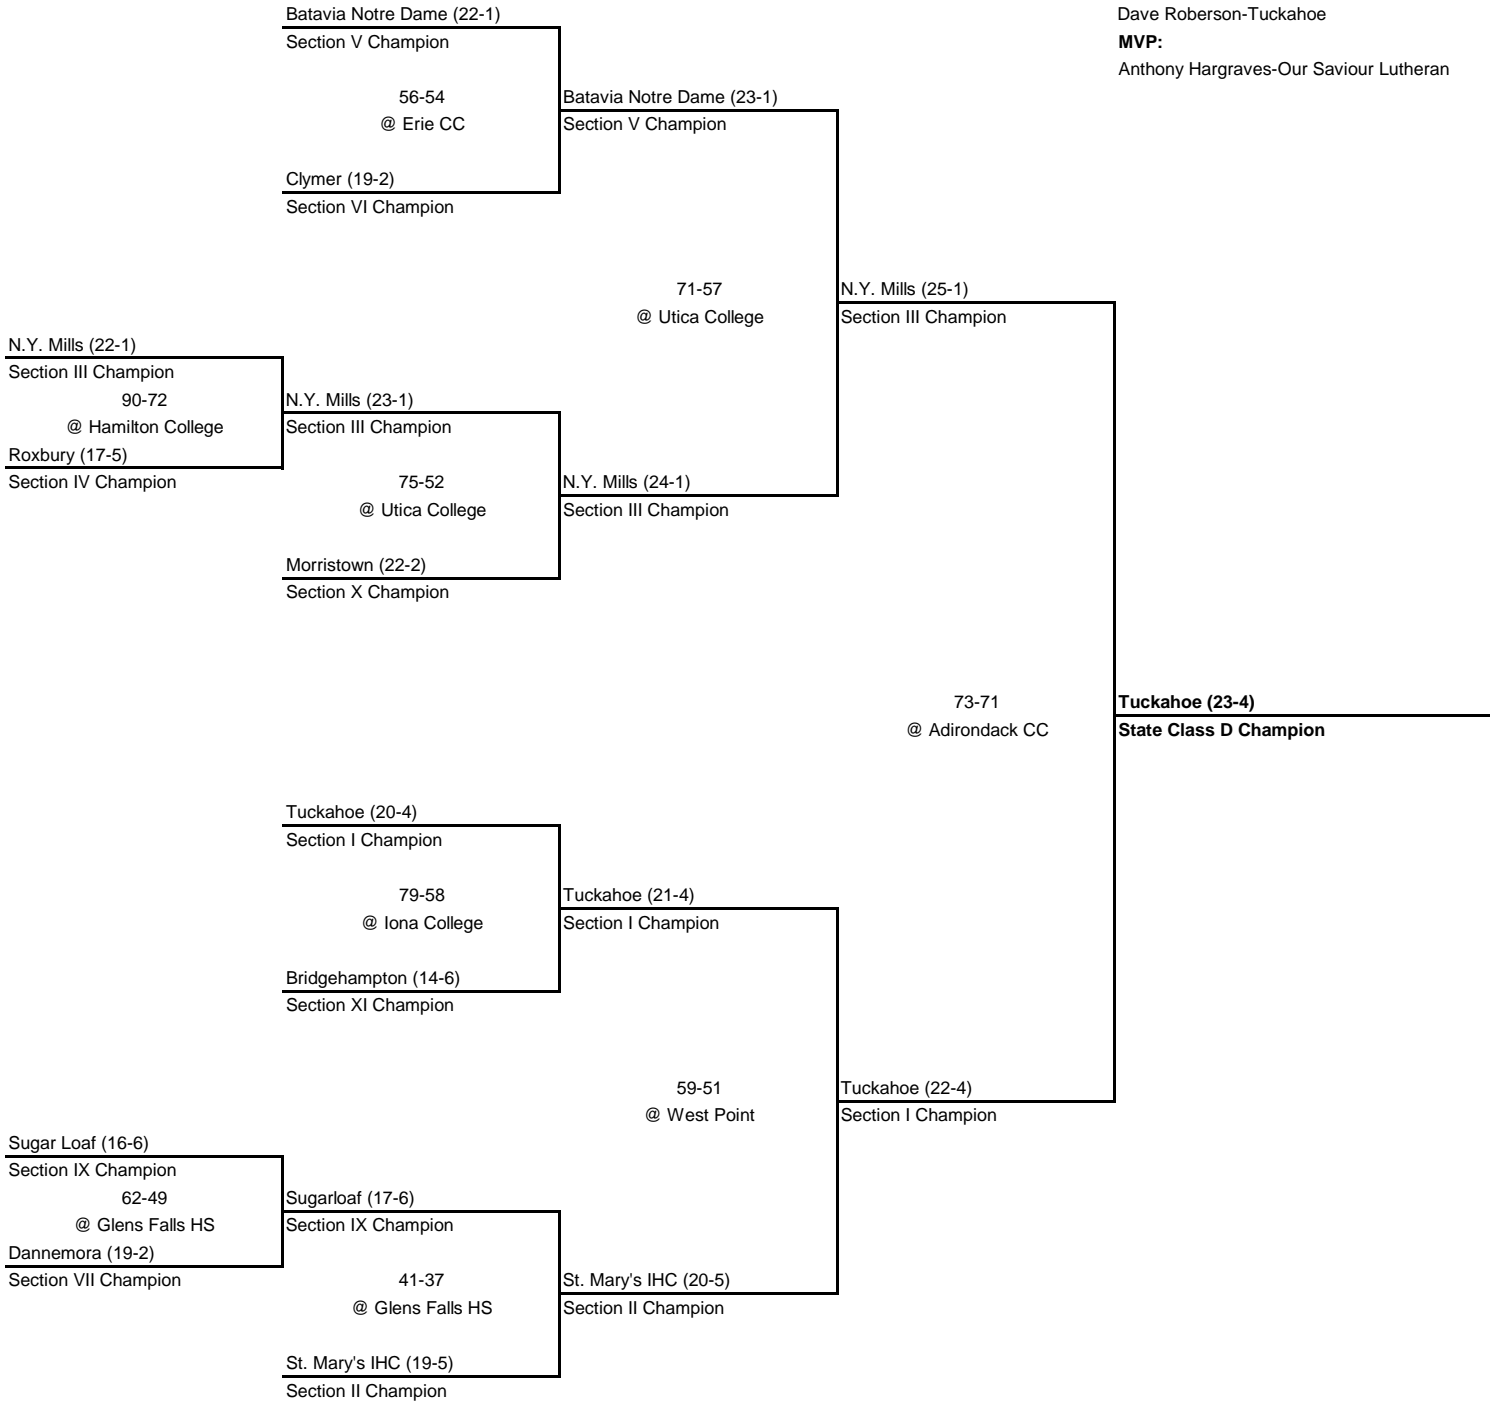 Batavia Notre Dame (22-1)
Section V Champion
56-54
@ Erie CC
Clymer (19-2)
Section VI Champion
Batavia Notre Dame (23-1)
Section V Champion
Dave Roberson-Tuckahoe
MVP:
Anthony Hargraves-Our Saviour Lutheran
71-57
@ Utica College
N.Y. Mills (25-1)
Section III Champion
N.Y. Mills (22-1)
Section III Champion
90-72
@ Hamilton College
Roxbury (17-5)
Section IV Champion
N.Y. Mills (23-1)
Section III Champion
75-52
@ Utica College
Morristown (22-2)
Section X Champion
N.Y. Mills (24-1)
Section III Champion
73-71
@ Adirondack CC
Tuckahoe (23-4)
State Class D Champion
Tuckahoe (20-4)
Section I Champion
79-58
@ Iona College
Bridgehampton (14-6)
Section XI Champion
Tuckahoe (21-4)
Section I Champion
59-51
@ West Point
Tuckahoe (22-4)
Section I Champion
Sugar Loaf (16-6)
Section IX Champion
62-49
@ Glens Falls HS
Dannemora (19-2)
Section VII Champion
Sugarloaf (17-6)
Section IX Champion
41-37
@ Glens Falls HS
St. Mary's IHC (19-5)
Section II Champion
St. Mary's IHC (20-5)
Section II Champion